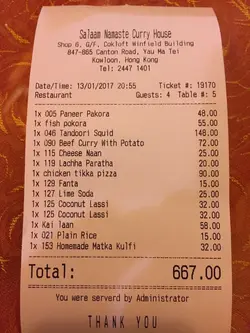 Salaam Namaste Curry House
Shop 6, G/F, Cokloft Winfield Building
847-865 Canton Road, Yau Ma Tei
Kowloon, Hong Kong
Tel: 2447 1401
Date/Time: 13/01/2017 20:55 Ticket #: 19170
Restaurant Guests: 4 Table #: 5
1x 005 Paneer Pakora 48.00
1x fish pokora 55.00
1x 046 Tandoori Squid 148.00
1x 090 Beef Curry With Potato 72.00
1x 115 Cheese Naan 25.00
1x 119 Lachha Paratha 20.00
1x chicken tikka pizza 90.00
1x 129 Fanta 15.00
1x 127 Lime Soda 25.00
1x 125 Coconut Lassi 32.00
1x 125 Coconut Lassi 32.00
1x Kai laan 58.00
1x 021 Plain Rice 15.00
1x 153 Homemade Matka Kulfi 32.00
Total: 667.00
You were serverd by Administrator
THANK YOU